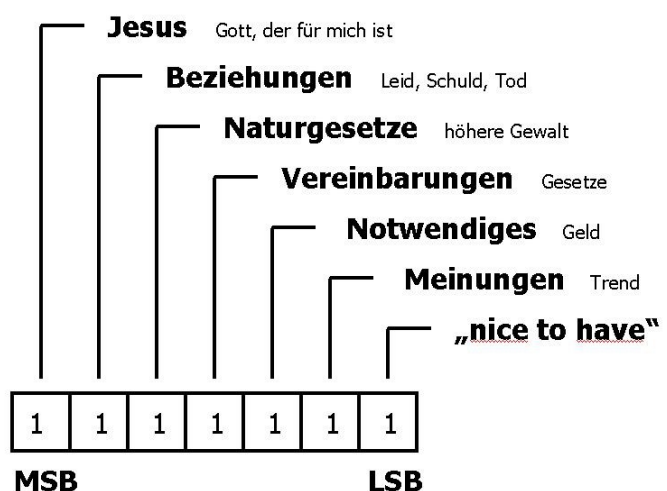 Jesus Gott, der für mich ist
Beziehungen Leid, Schuld, Tod
Naturgesetze höhere Gewalt
Vereinbarungen Gesetze
Notwendiges Geld
Meinungen Trend
„nice to have“
1 1 1 1 1 1 1
MSB LSB